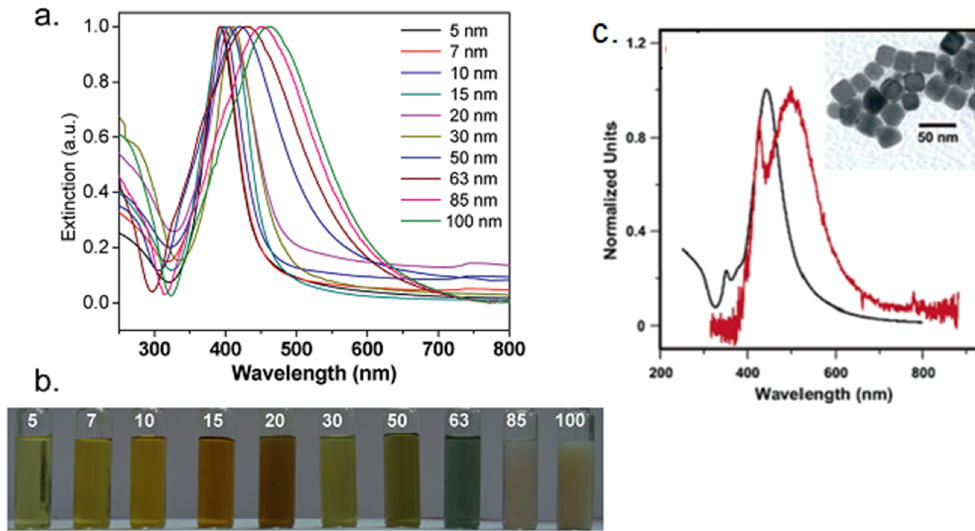 a.
1.0
0.8
0.6
0.4
0.2
0.0
Extinction (a.u.)
5 nm
7 nm
10 nm
15 nm
20 nm
30 nm
50 nm
63 nm
85 nm
100 nm
300 400 500 600 700 800
Wavelength (nm)
b.
5 7 10 15 20 30 50 63 85 100
c.
1.2
0.8
0.4
0
Normalized Units
50 nm
200 400 600 800
Wavelength (nm)